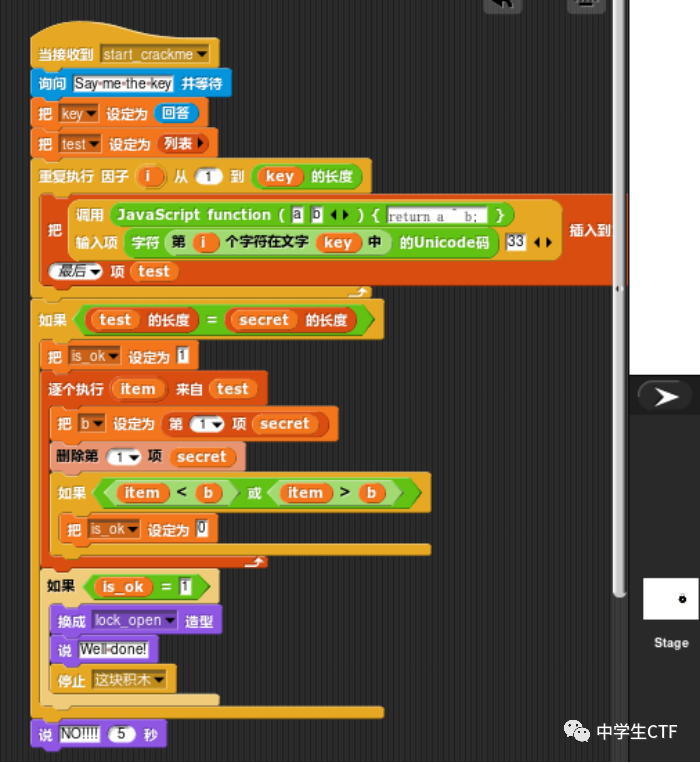 当接收到 start_crackme
询问 Say me the key 并等待
把 key 设定为 回答
把 test 设定为 列表
重复执行 因子 i 从 1 到 key 的长度
把 调用 JavaScript function ( a b ) { return a ^ b; }
输入项 字符 第 i 个字符在文字 key 中 的Unicode码 33 插入到
最后 项 test
如果 test 的长度 = secret 的长度
把 is_ok 设定为 1
逐个执行 item 来自 test
把 b 设定为 第 1 项 secret
删除第 1 项 secret
如果 item < b 或 item > b
把 is_ok 设定为 0
如果 is_ok = 1
换成 lock_open 造型
说 Well done!
停止 这块积木
说 NO!!!! 5 秒
Stage
中学生CTF